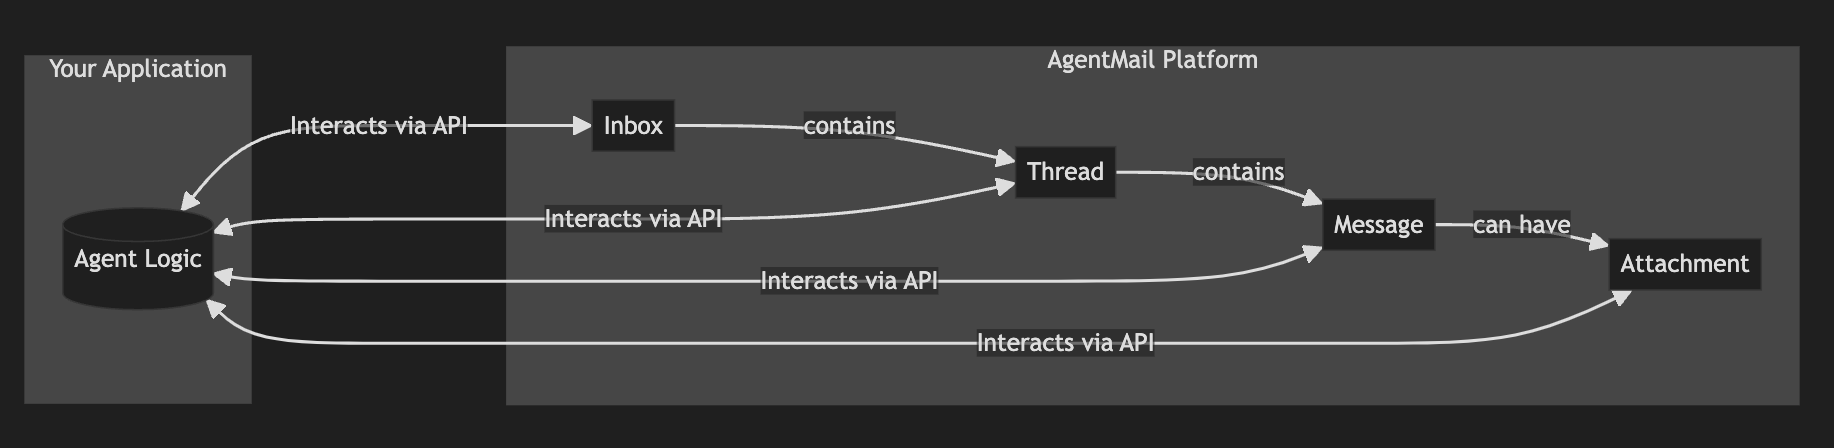 Your Application
AgentMail Platform
Interacts via API
Inbox
contains
Thread
contains
Interacts via API
Message
can have
Agent Logic
Attachment
Interacts via API
Interacts via API